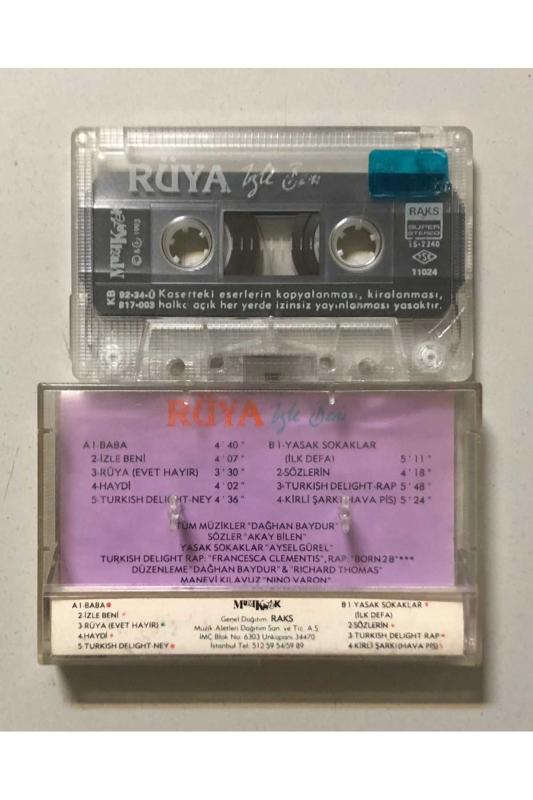 RÜYA İzle Beni
MüziKotek
© & ℗ 1993
RAKS
SUPER
STEREO
IS-2240
TSE
11024
KB 92-34-Ü Kasetteki eserlerin kopyalanması, kiralanması,
817-003 halka açık her yerde izinsiz yayınlanması yasaktır.
RÜYA İzle Beni
A 1-BABA 4'40"
2-İZLE BENİ 4'07"
3-RÜYA (EVET HAYIR) 3'30"
4-HAYDİ 4'02"
5-TURKISH DELIGHT-NEY 4'36"
B 1-YASAK SOKAKLAR
(İLK DEFA) 5'11"
2-SÖZLERİN 4'18"
3-TURKISH DELIGHT-RAP 5'48"
4-KİRLİ ŞARKI (HAVA PİS) 5'24"
TÜM MÜZİKLER "DAĞHAN BAYDUR"
SÖZLER "AKAY BİLEN"
YASAK SOKAKLAR "AYSEL GÜREL"
TURKISH DELIGHT RAP: "FRANCESCA CLEMENTIS", RAP: "BORN 2 B"***
DÜZENLEME "DAĞHAN BAYDUR" & "RICHARD THOMAS"
MANEVİ KILAVUZ "NINO VARON"
A 1-BABA
2-İZLE BENİ
3-RÜYA (EVET HAYIR)
4-HAYDİ
5-TURKISH DELIGHT-NEY
Genel Dağıtım: RAKS
Müzik Aletleri Dağıtım San. ve Tic. A.Ş.
İMÇ Blok No: 6303 Unkapanı 34470
İstanbul Tel: 512 59 54/59 89
B 1-YASAK SOKAKLAR
(İLK DEFA)
2-SÖZLERİN
3-TURKISH DELIGHT-RAP
4-KİRLİ ŞARKI (HAVA PİS)